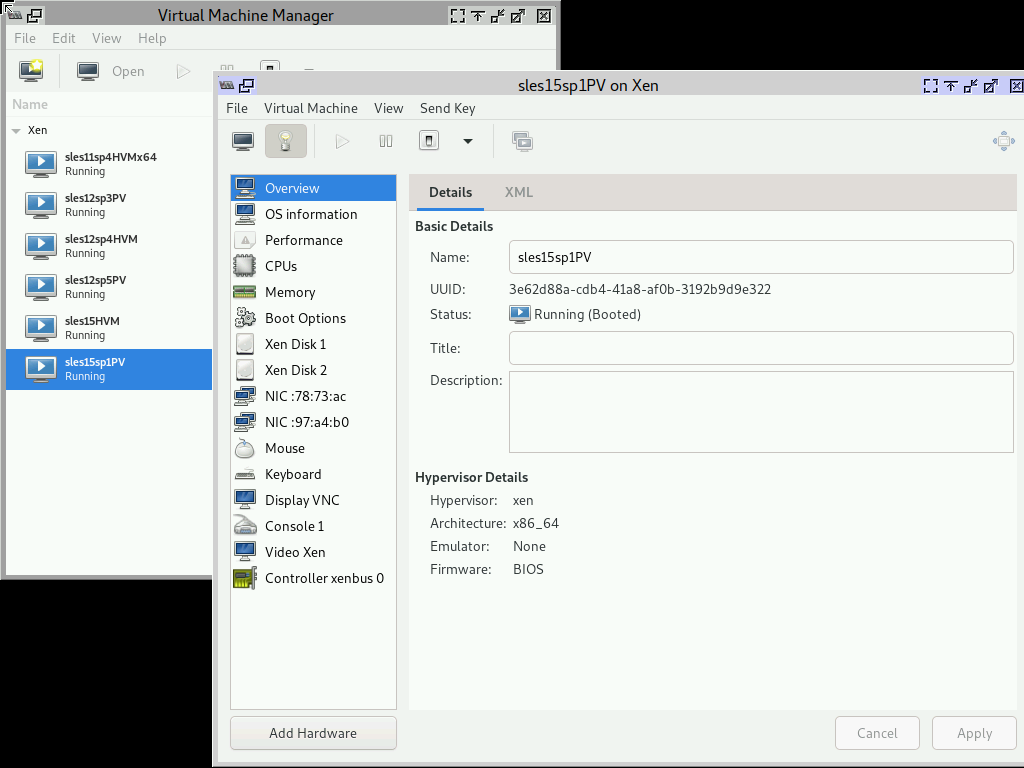 Virtual Machine Manager
File Edit View Help
Open
Name
Xen
sles11sp4HVMx64
Running
sles12sp3PV
Running
sles12sp4HVM
Running
sles12sp5PV
Running
sles15HVM
Running
sles15sp1PV
Running
sles15sp1PV on Xen
File Virtual Machine View Send Key
Overview
OS information
Performance
CPUs
Memory
Boot Options
Xen Disk 1
Xen Disk 2
NIC :78:73:ac
NIC :97:a4:b0
Mouse
Keyboard
Display VNC
Console 1
Video Xen
Controller xenbus 0
Add Hardware
Details XML
Basic Details
Name: sles15sp1PV
UUID: 3e62d88a-cdb4-41a8-af0b-3192b9d9e322
Status: Running (Booted)
Title:
Description:
Hypervisor Details
Hypervisor: xen
Architecture: x86_64
Emulator: None
Firmware: BIOS
Cancel Apply